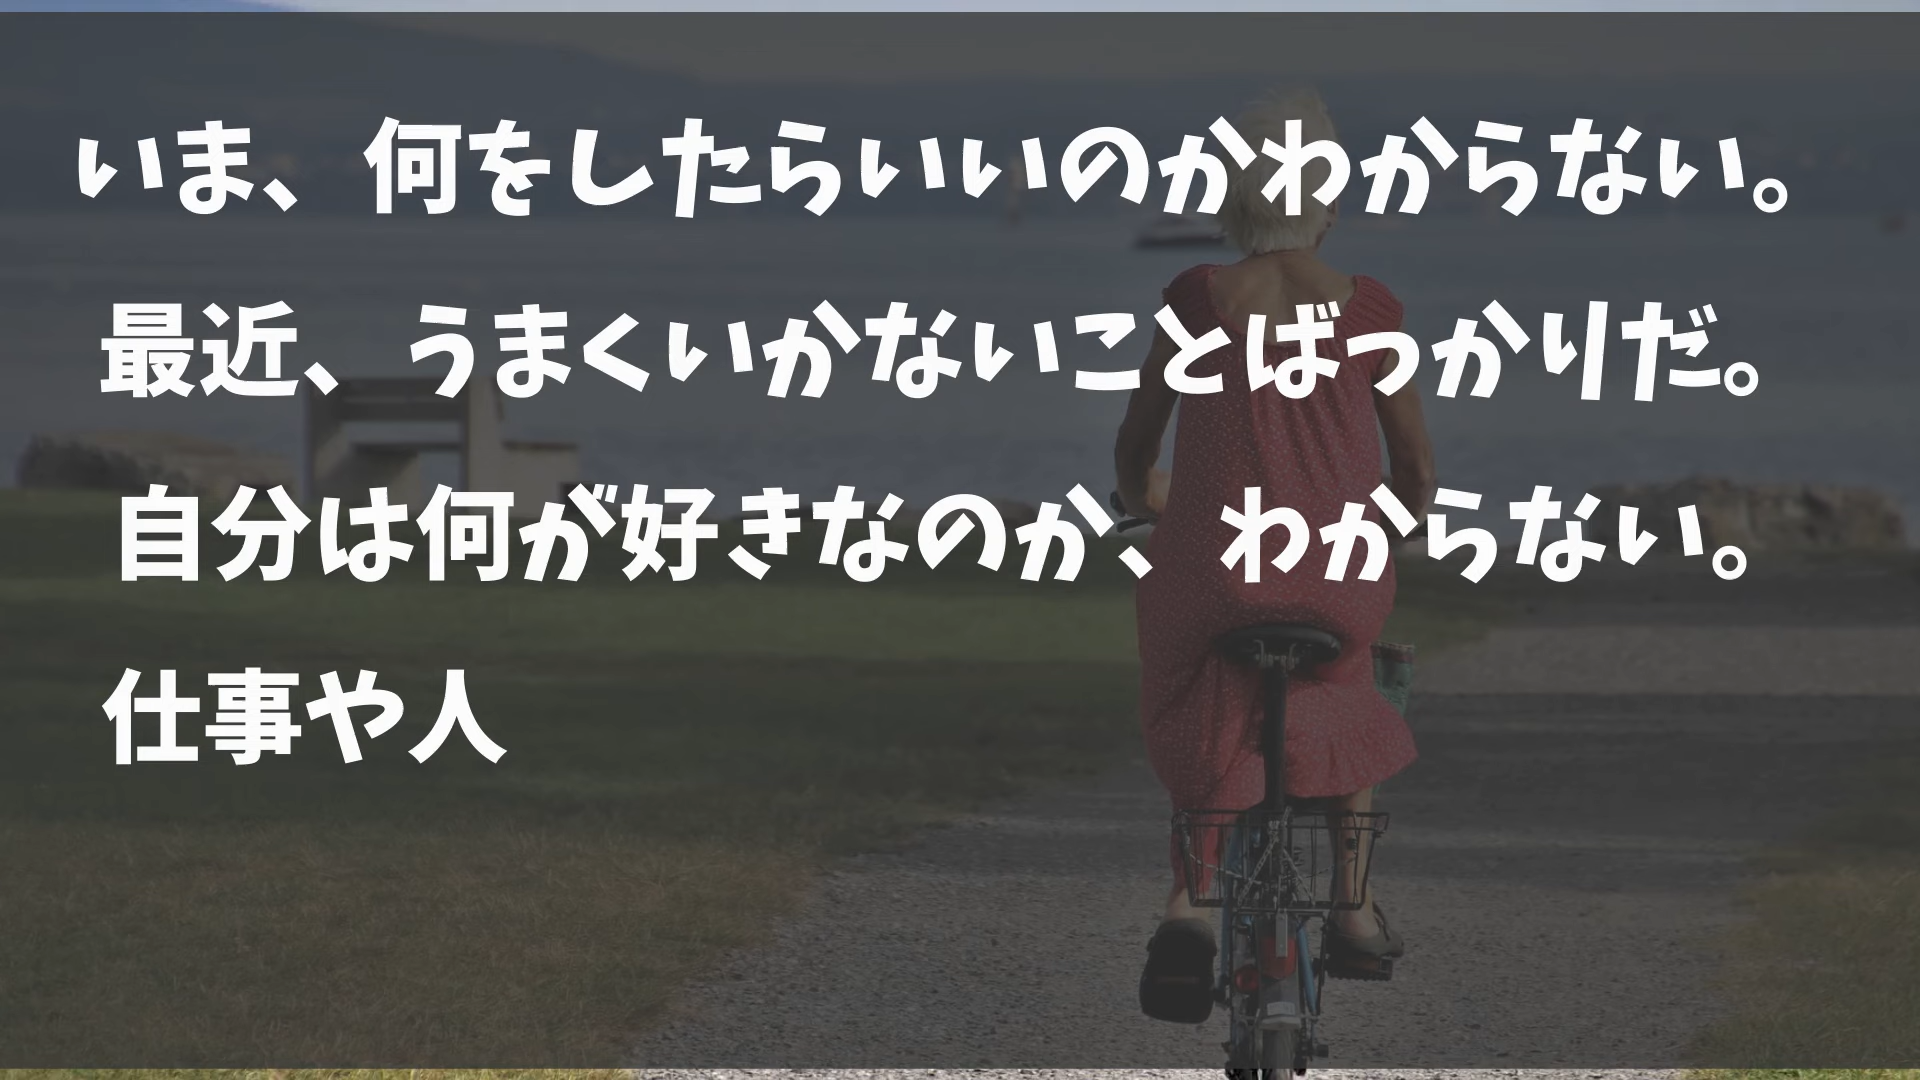 いま、何をしたらいいのかわからない。
最近、うまくいかないことばっかりだ。
自分は何が好きなのか、わからない。
仕事や人